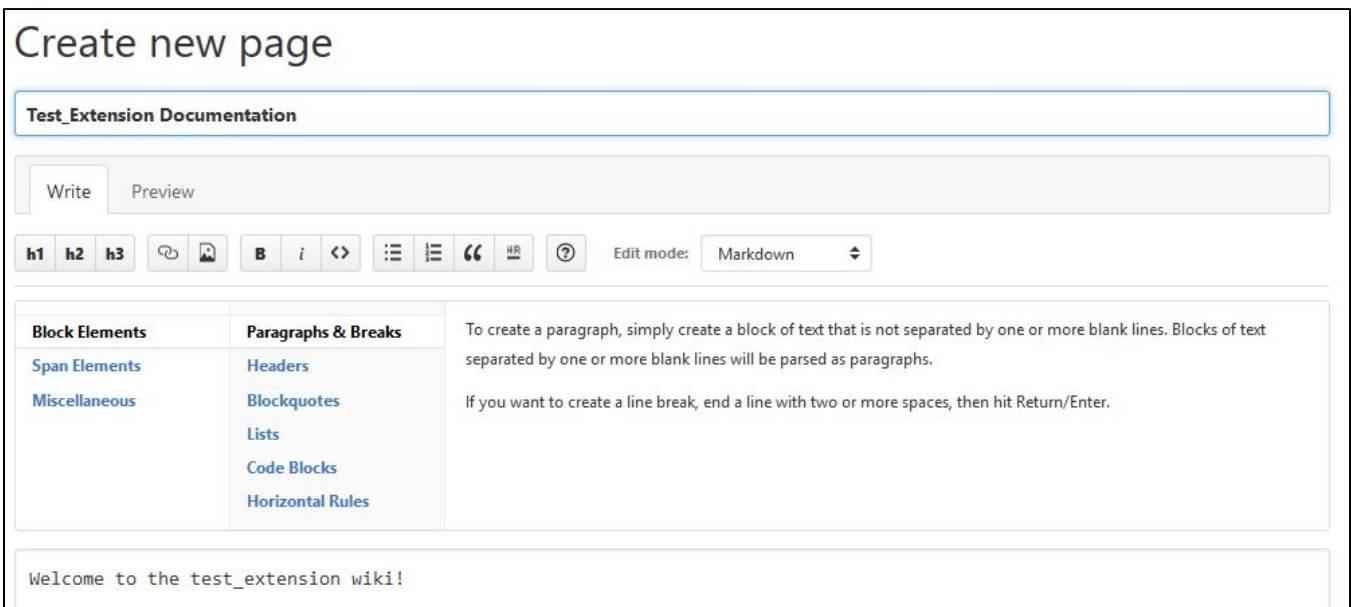 Create new page
Test_Extension Documentation
Write Preview
h1 h2 h3 B i <> “ HR ? Edit mode: Markdown
Block Elements
Span Elements
Miscellaneous
Paragraphs & Breaks
Headers
Blockquotes
Lists
Code Blocks
Horizontal Rules
To create a paragraph, simply create a block of text that is not separated by one or more blank lines. Blocks of text
separated by one or more blank lines will be parsed as paragraphs.
If you want to create a line break, end a line with two or more spaces, then hit Return/Enter.
Welcome to the test_extension wiki!